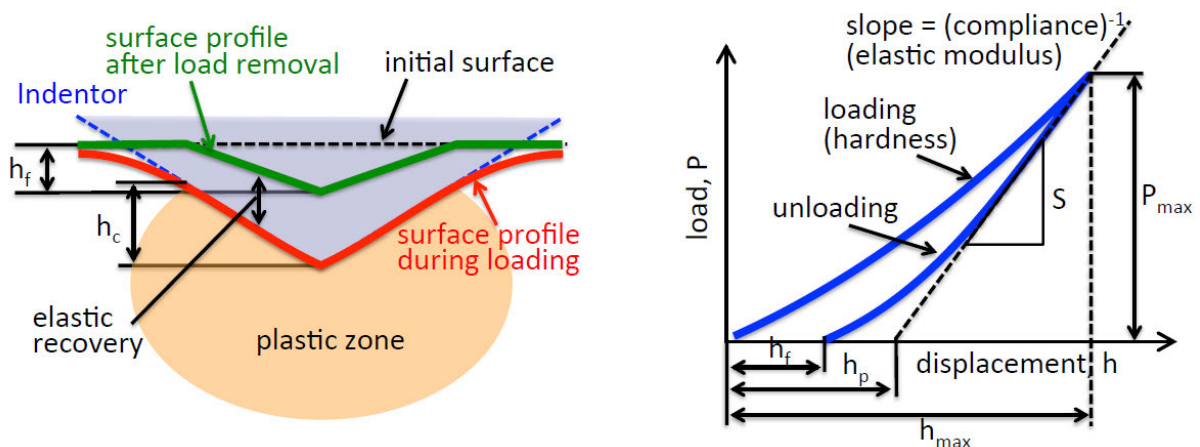 surface profile
after load removal
initial surface
Indentor
h_f
h_c
surface profile
during loading
elastic
recovery
plastic zone
slope = (compliance)⁻¹
(elastic modulus)
loading
(hardness)
load, P
unloading
S
P_max
h_f
h_p
displacement, h
h_max